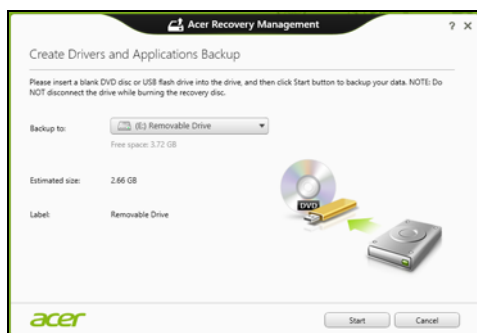 Acer Recovery Management
? ×
Create Drivers and Applications Backup
Please insert a blank DVD disc or USB flash drive into the drive, and then click Start button to backup your data. NOTE: Do
NOT disconnect the drive while burning the recovery disc.
Backup to: (E:) Removable Drive
Free space: 3.72 GB
Estimated size: 2.66 GB
Label: Removable Drive
DVD
acer
Start Cancel